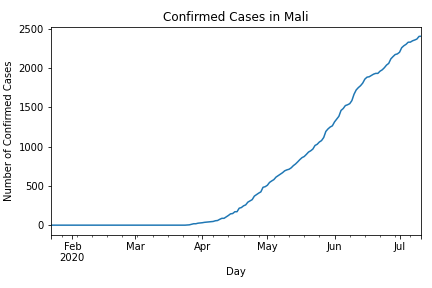 Confirmed Cases in Mali
Number of Confirmed Cases
2500
2000
1500
1000
500
0
Feb
2020
Mar
Apr
May
Jun
Jul
Day